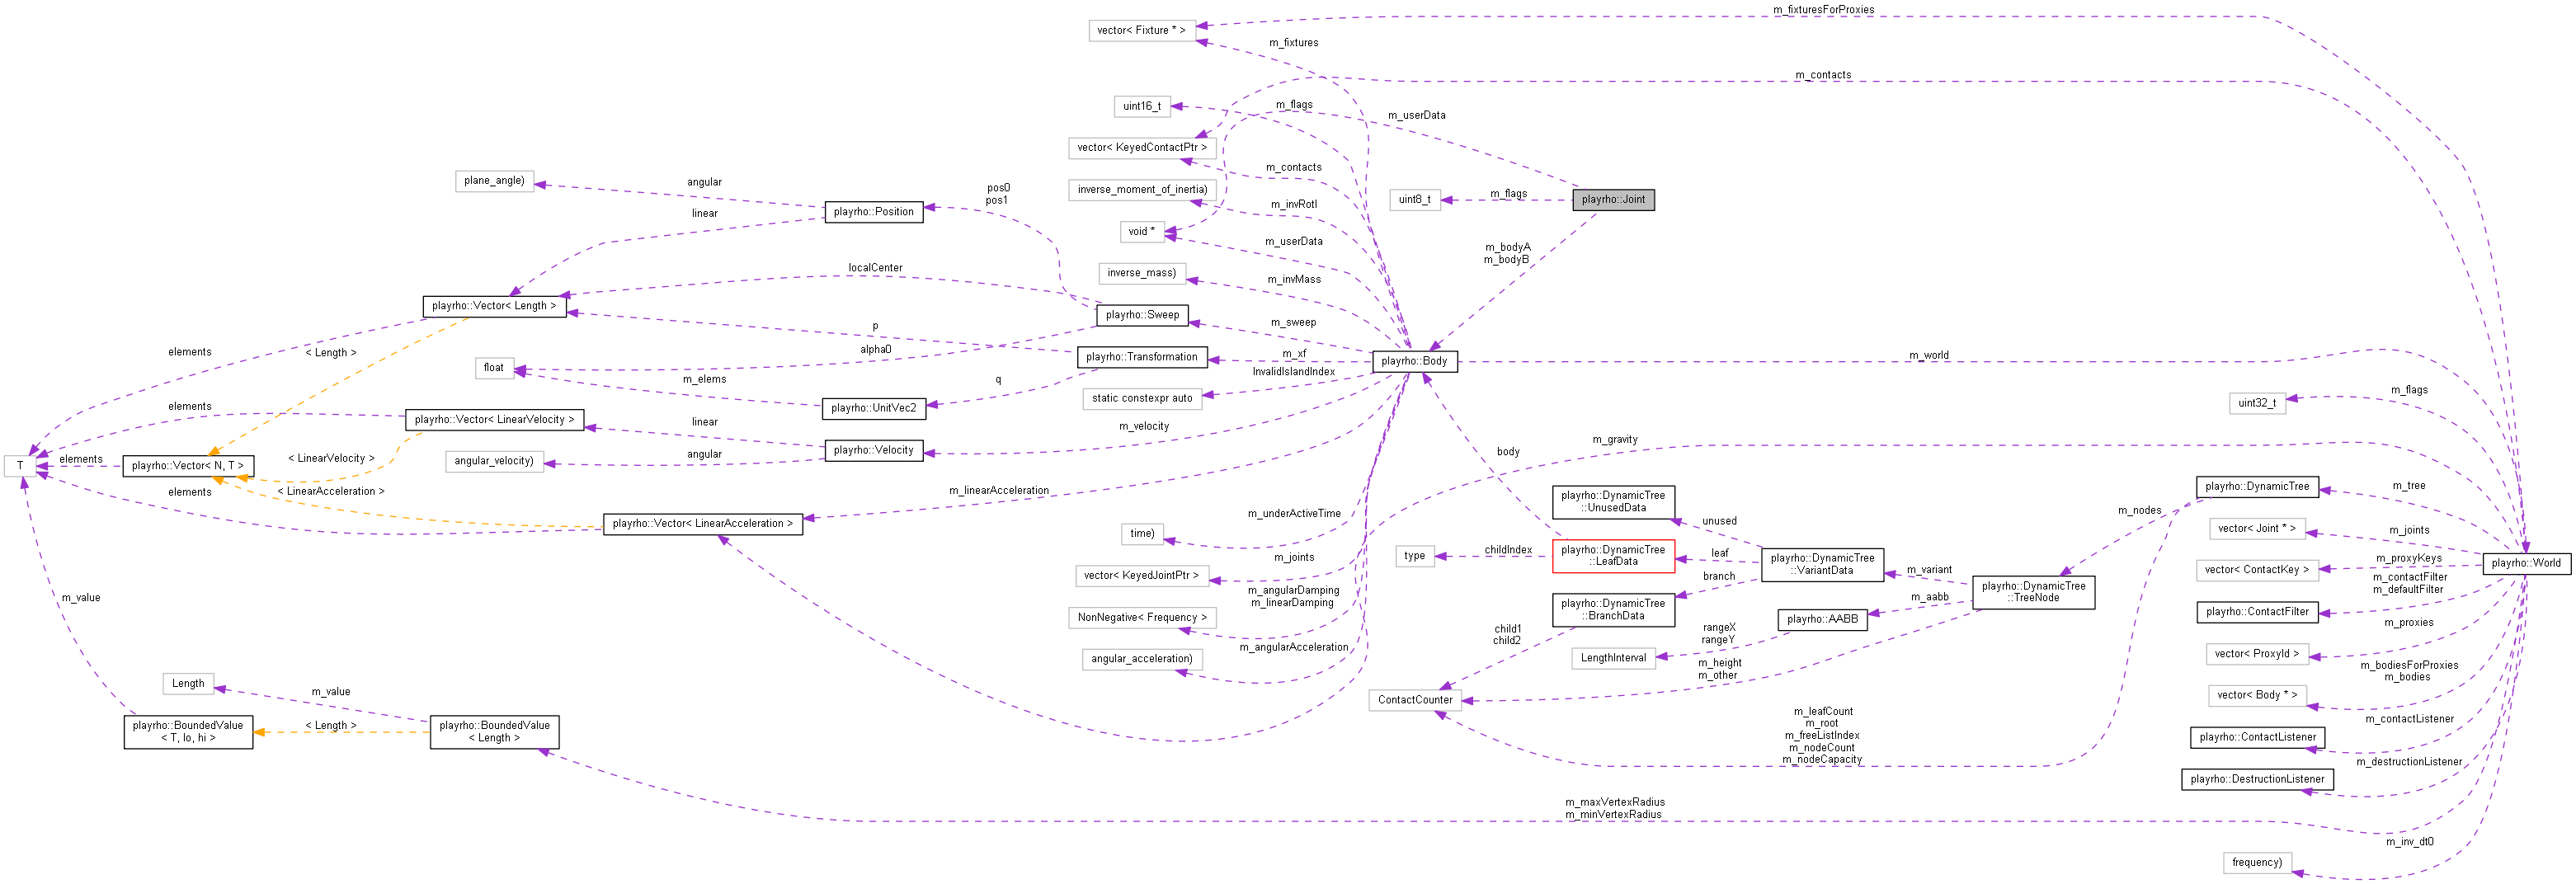 m_fixturesForProxies
vector< Fixture * >
m_fixtures
m_contacts
uint16_t
m_flags
m_userData
vector< KeyedContactPtr >
m_contacts
plane_angle)
angular
pos0
pos1
inverse_moment_of_inertia)
uint8_t
m_flags
playrho::Joint
m_invRotI
playrho::Position
linear
void *
m_userData
m_bodyA
m_bodyB
localCenter
inverse_mass)
m_invMass
playrho::Vector< Length >
playrho::Sweep
m_sweep
p
elements
< Length >
alpha0
playrho::Transformation
m_xf
playrho::Body
m_world
float
m_elems
q
InvalidIslandIndex
static constexpr auto
m_flags
uint32_t
elements
playrho::Vector< LinearVelocity >
playrho::UnitVec2
linear
m_velocity
m_gravity
T
elements
playrho::Vector< N, T >
< LinearVelocity >
angular_velocity)
angular
playrho::Velocity
body
playrho::DynamicTree
m_tree
elements
< LinearAcceleration >
m_linearAcceleration
playrho::DynamicTree
::UnusedData
m_nodes
playrho::Vector< LinearAcceleration >
m_underActiveTime
time)
unused
vector< Joint * >
m_joints
type
childIndex
playrho::DynamicTree
::LeafData
leaf
playrho::DynamicTree
::VariantData
m_variant
playrho::World
m_joints
vector< KeyedJointPtr >
branch
playrho::DynamicTree
::TreeNode
vector< ContactKey >
m_proxyKeys
m_value
m_angularDamping
m_linearDamping
NonNegative< Frequency >
playrho::DynamicTree
::BranchData
m_aabb
playrho::AABB
playrho::ContactFilter
m_contactFilter
m_defaultFilter
child1
child2
rangeX
rangeY
m_proxies
m_angularAcceleration
angular_acceleration)
LengthInterval
m_height
m_other
vector< ProxyId >
m_bodiesForProxies
m_bodies
Length
m_value
ContactCounter
vector< Body * >
playrho::BoundedValue
< T, lo, hi >
< Length >
playrho::BoundedValue
< Length >
m_leafCount
m_root
m_freeListIndex
m_nodeCount
m_nodeCapacity
m_contactListener
playrho::ContactListener
m_destructionListener
playrho::DestructionListener
m_maxVertexRadius
m_minVertexRadius
m_inv_dt0
frequency)